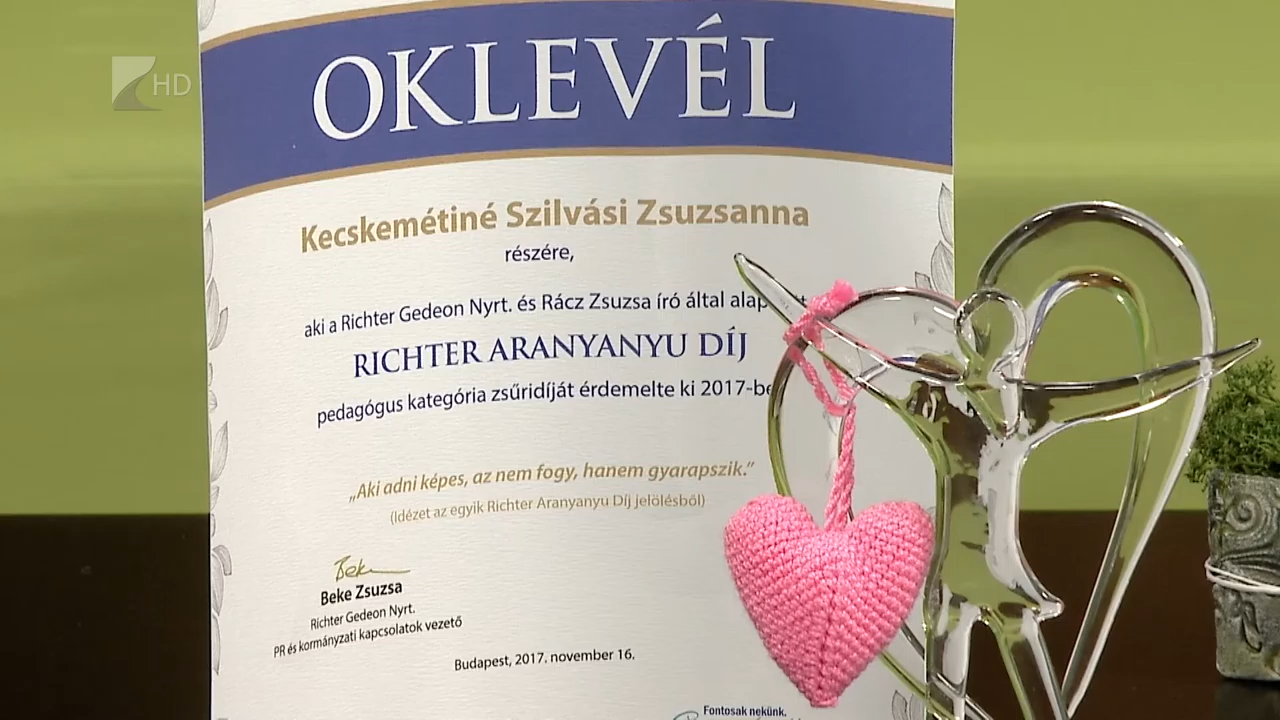 HD
OKLEVÉL
Kecskemétiné Szilvási Zsuzsanna
részére,
aki a Richter Gedeon Nyrt. és Rácz Zsuzsa író által
RICHTER ARANYANYU DÍJ
pedagógus kategória zsűridíját érdemelte ki
„Aki adni képes, az nem fogy, hanem gyarapszik.”
(Idézet az egyik Richter Aranyanyu Díj jelölésből)
Beke Zsuzsa
Richter Gedeon Nyrt.
PR és kormányzati kapcsolatok vezető
Budapest, 2017. november 16.
Fontosak nekünk.